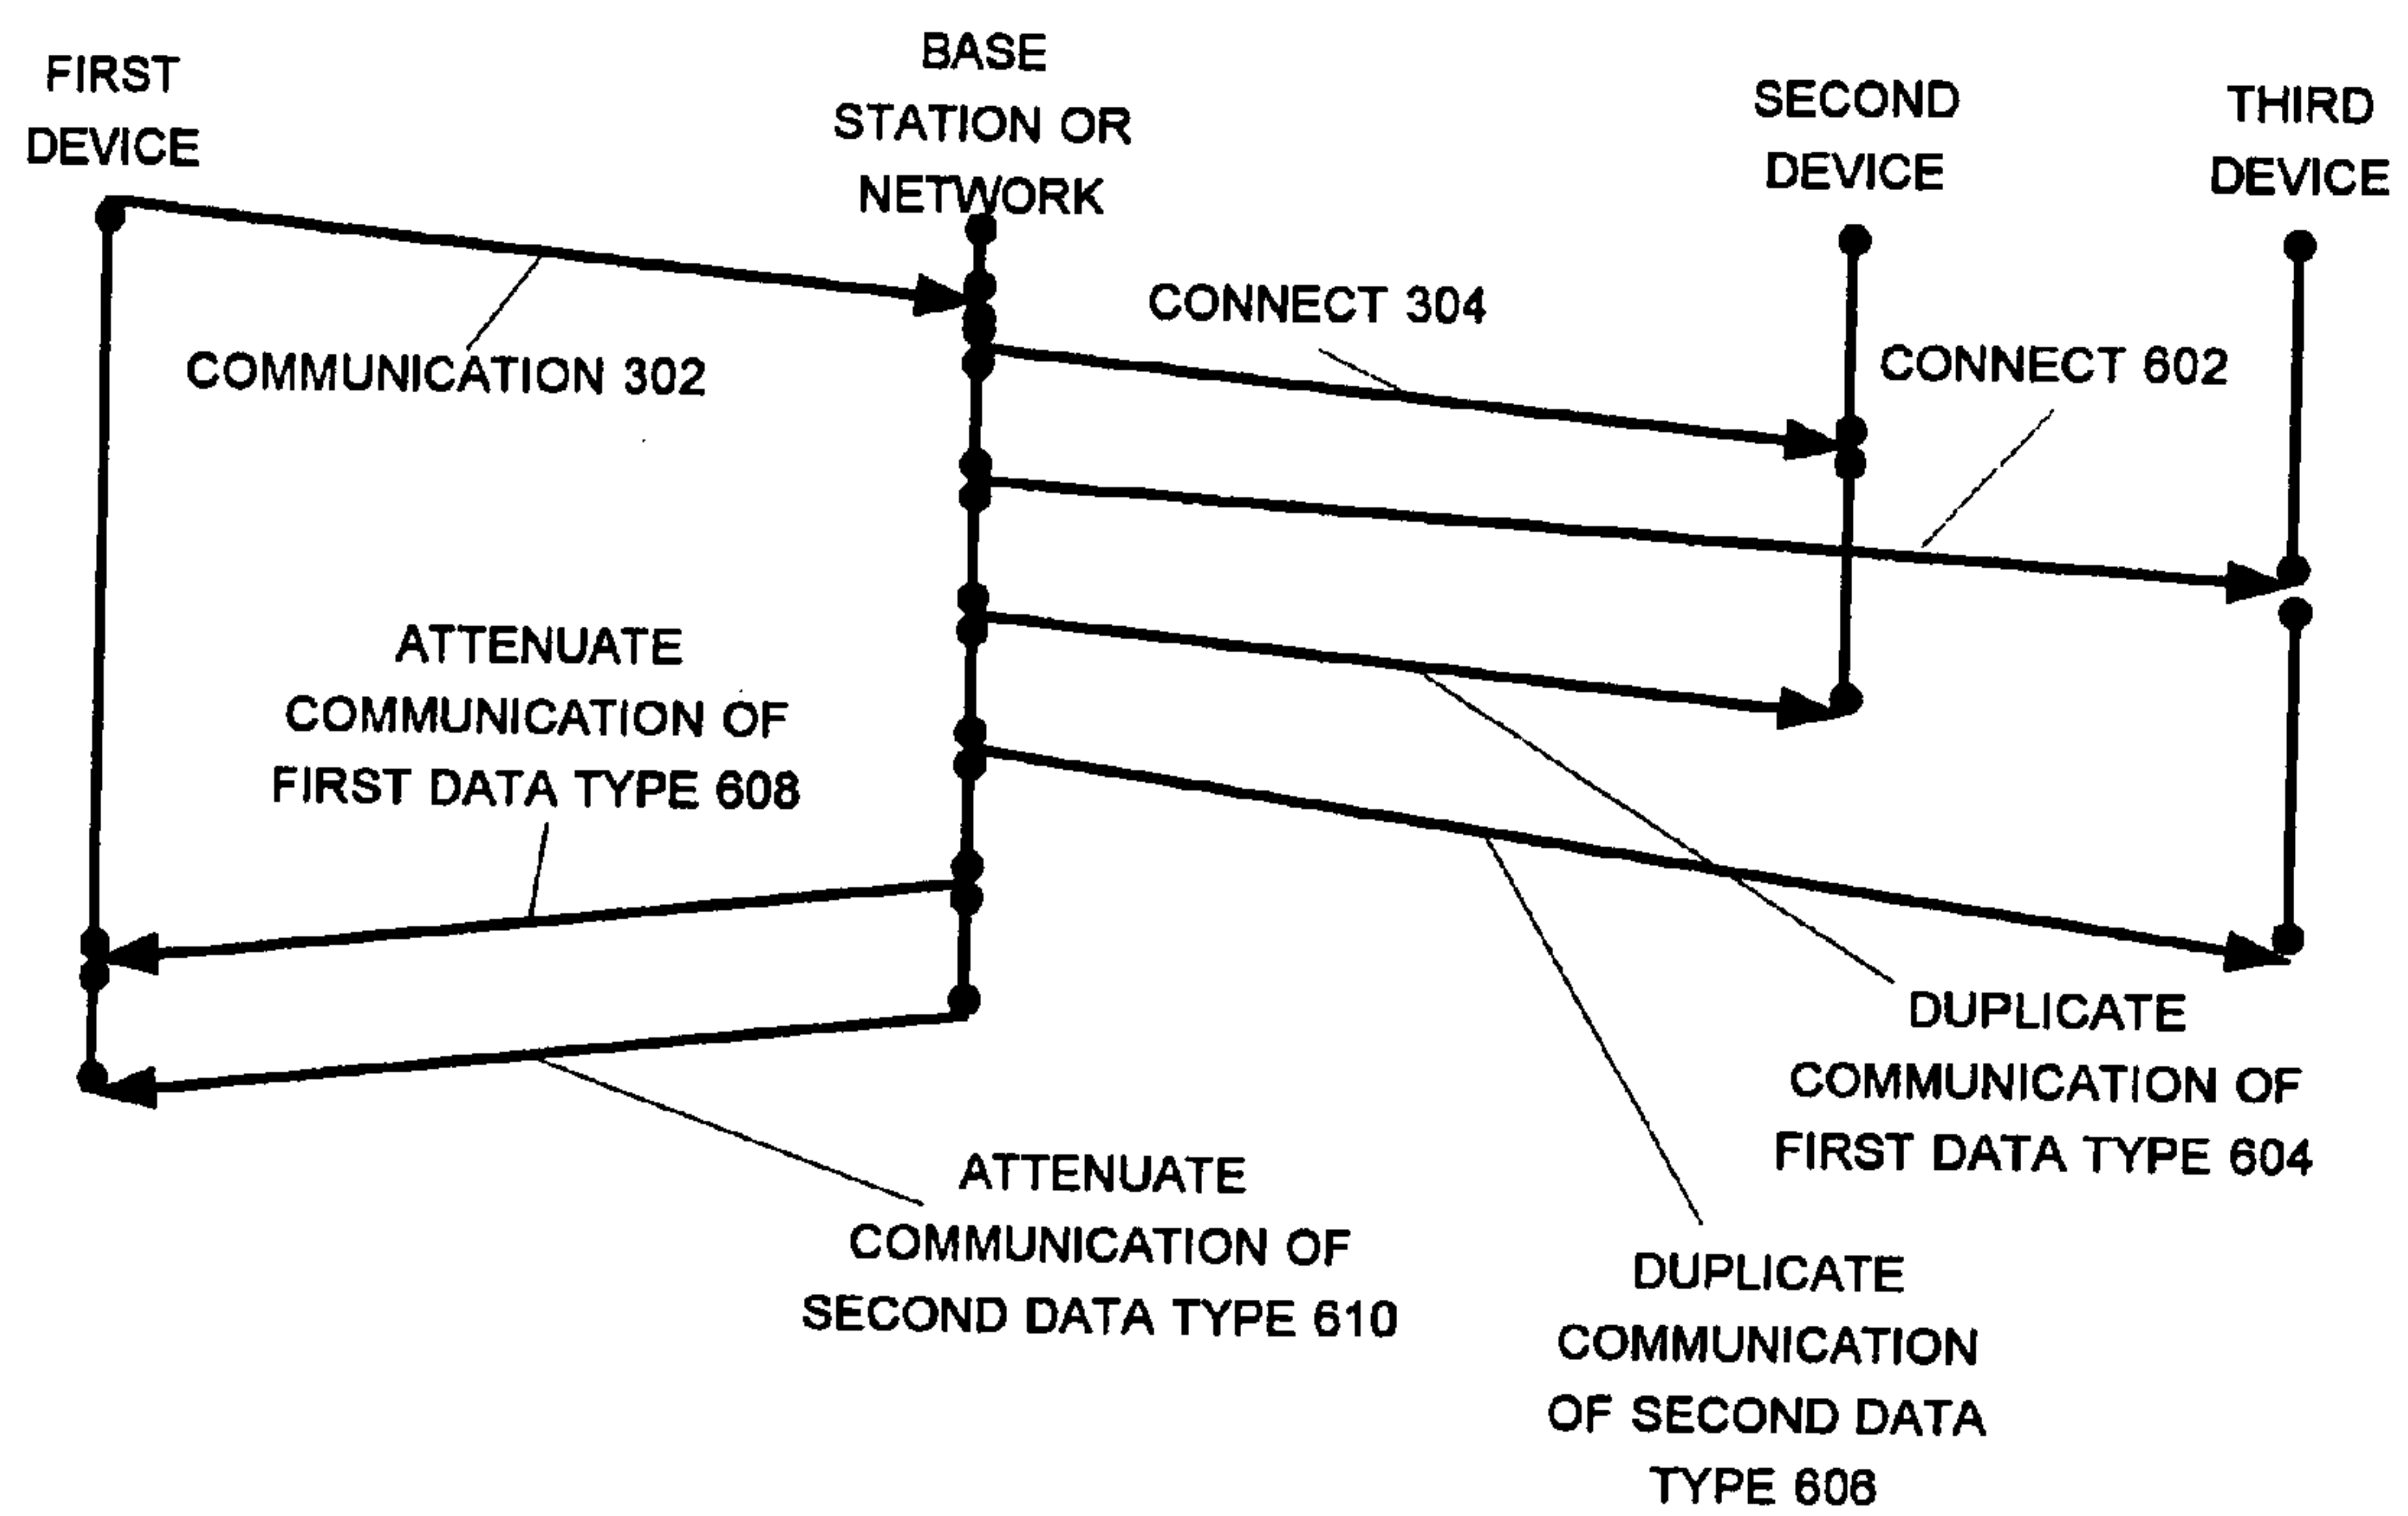 FIRST
DEVICE
BASE
STATION OR
NETWORK
SECOND
DEVICE
THIRD
DEVICE
COMMUNICATION 302
CONNECT 304
CONNECT 602
ATTENUATE
COMMUNICATION OF
FIRST DATA TYPE 608
DUPLICATE
COMMUNICATION OF
FIRST DATA TYPE 604
ATTENUATE
COMMUNICATION OF
SECOND DATA TYPE 610
DUPLICATE
COMMUNICATION
OF SECOND DATA
TYPE 606